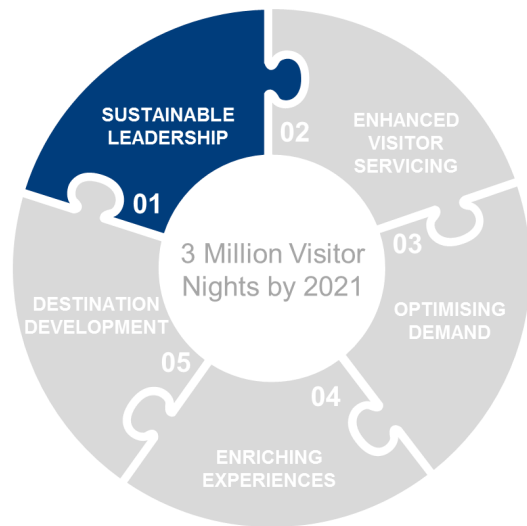 SUSTAINABLE
LEADERSHIP
01
02
ENHANCED
VISITOR
SERVICING
03
OPTIMISING
DEMAND
04
ENRICHING
EXPERIENCES
05
DESTINATION
DEVELOPMENT
3 Million Visitor
Nights by 2021